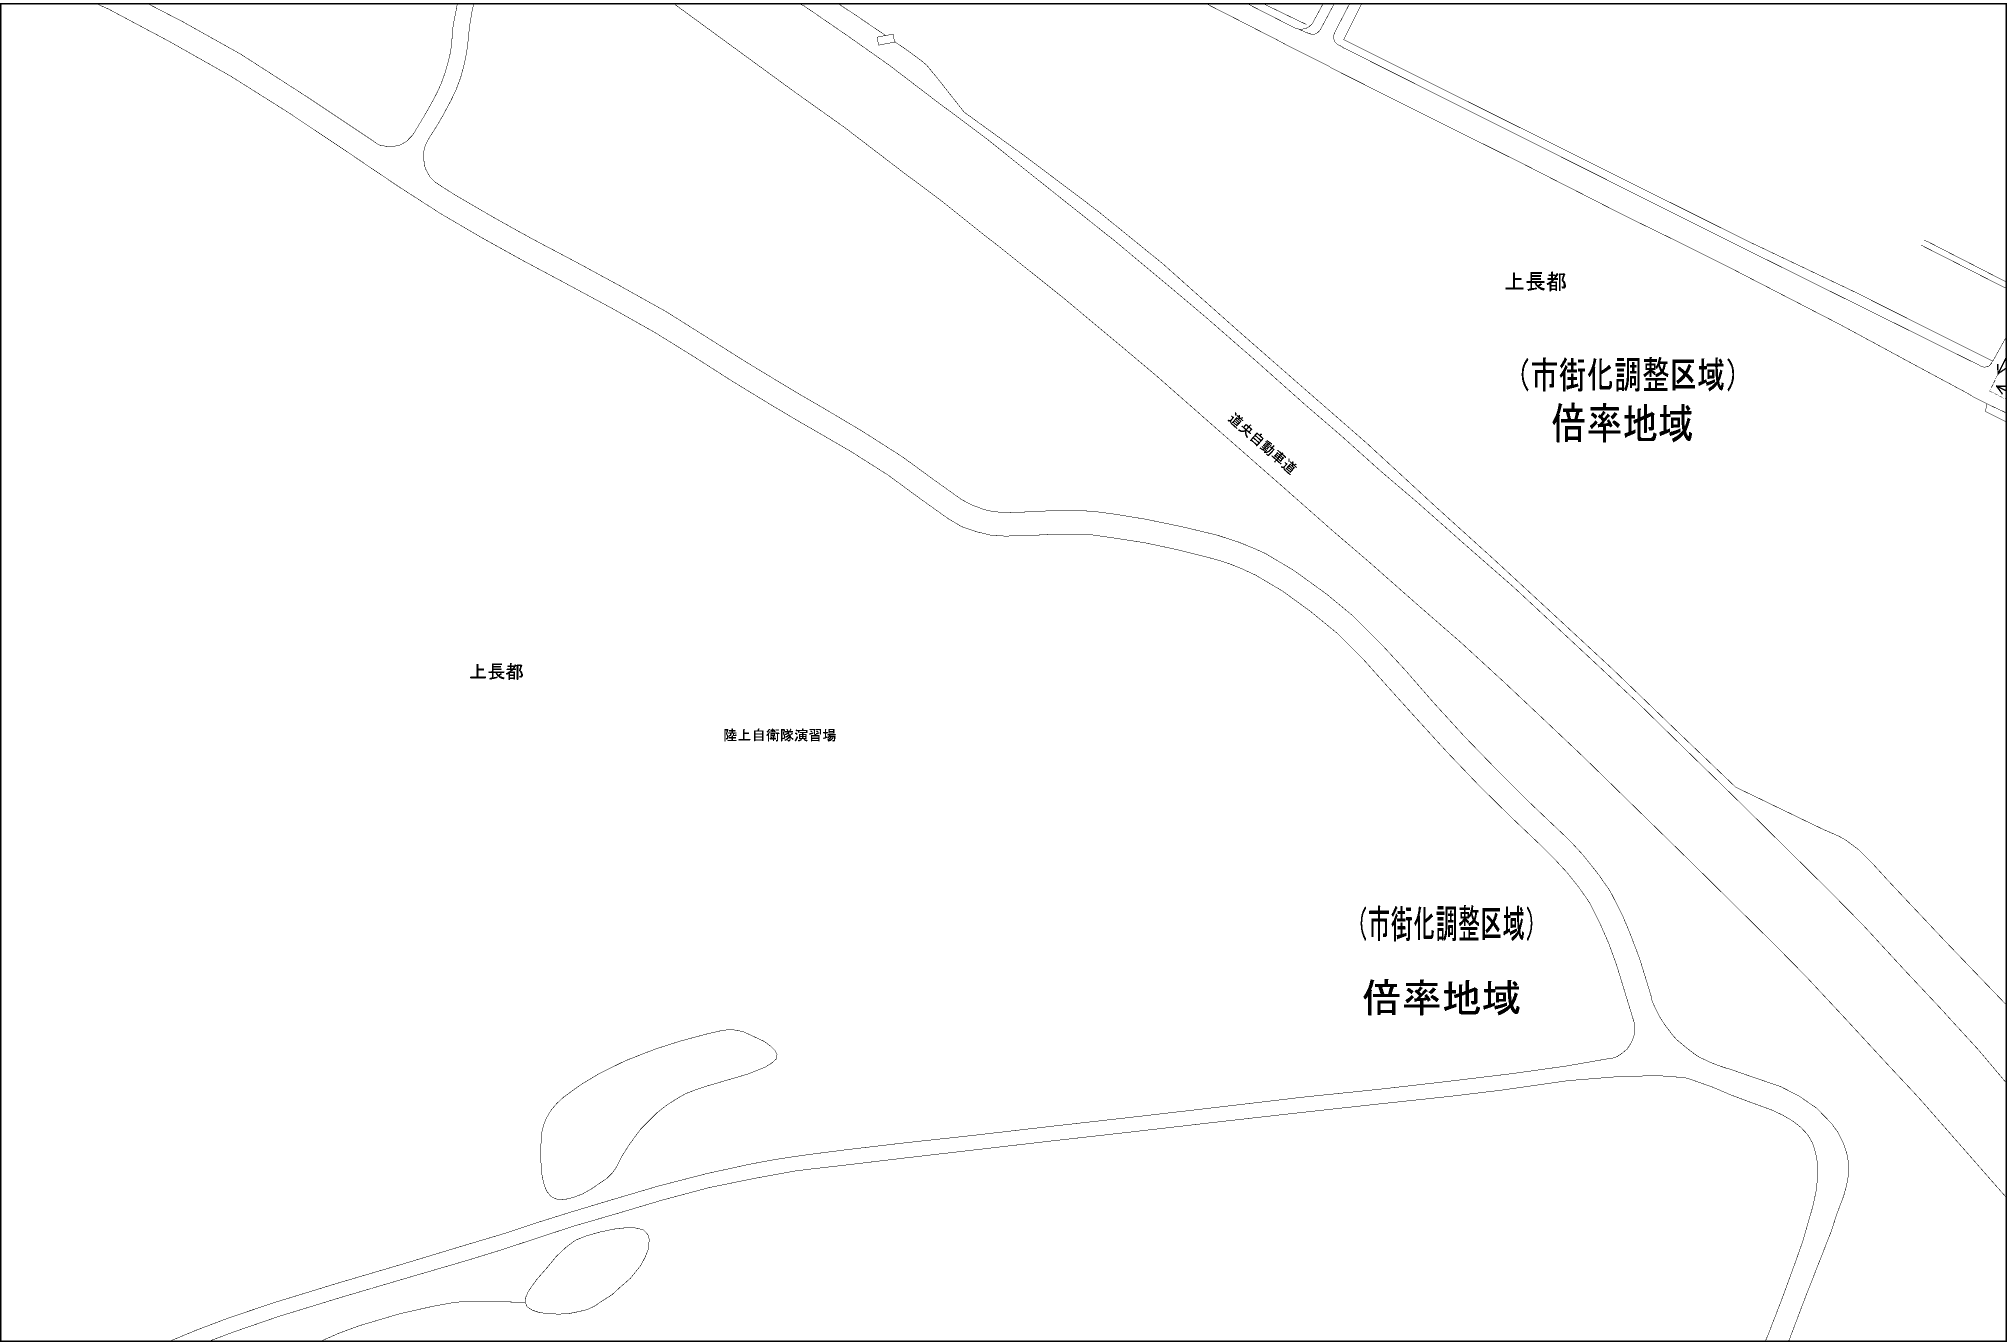 上長都
（市街化調整区域）
倍率地域
道央自動車道
上長都
陸上自衛隊演習場
（市街化調整区域）
倍率地域